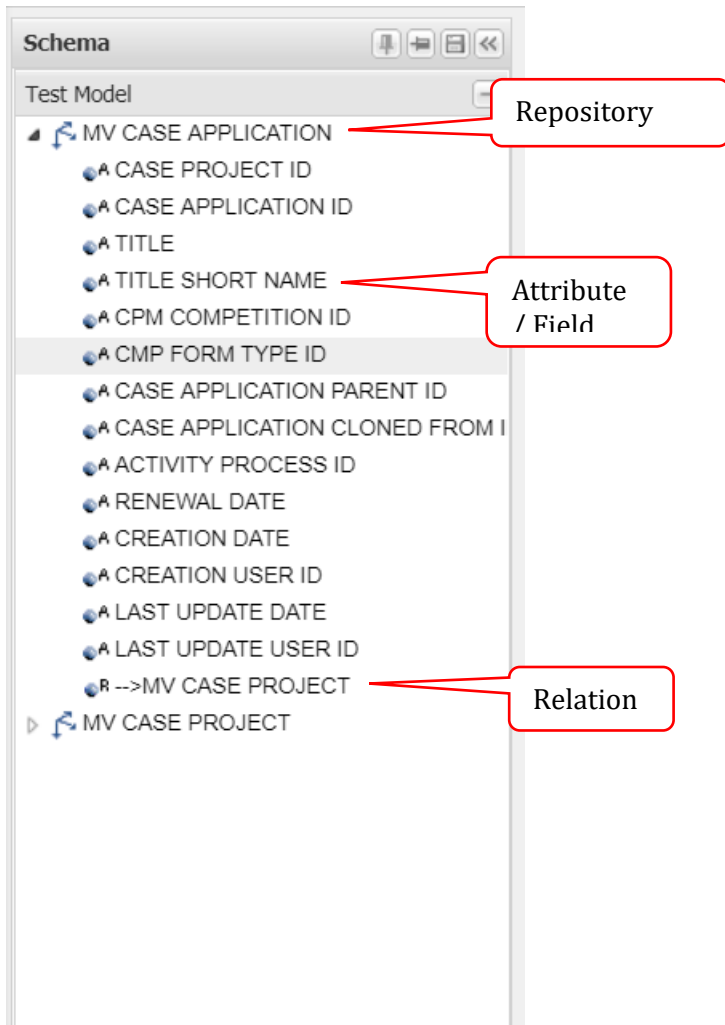 Schema
Test Model
Repository
MV CASE APPLICATION
A CASE PROJECT ID
A CASE APPLICATION ID
A TITLE
A TITLE SHORT NAME
Attribute
/ Field
A CPM COMPETITION ID
A CMP FORM TYPE ID
A CASE APPLICATION PARENT ID
A CASE APPLICATION CLONED FROM I
A ACTIVITY PROCESS ID
A RENEWAL DATE
A CREATION DATE
A CREATION USER ID
A LAST UPDATE DATE
A LAST UPDATE USER ID
R -->MV CASE PROJECT
Relation
MV CASE PROJECT